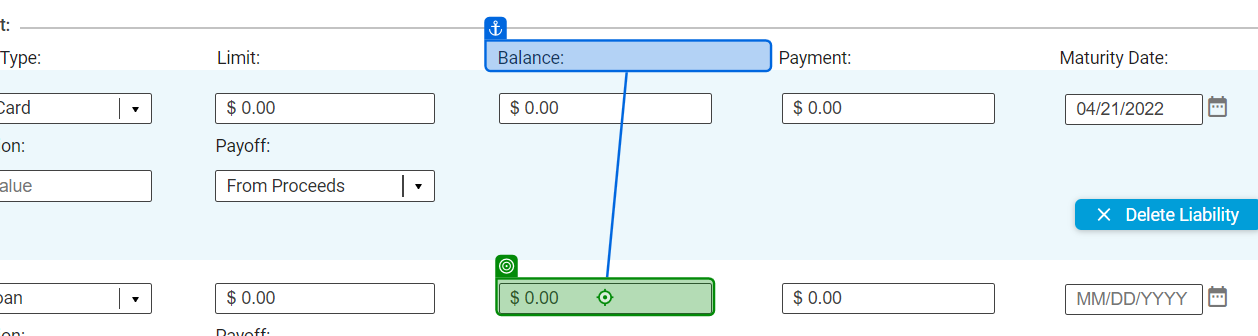 t:
Type: Limit: Balance: Payment: Maturity Date:
Card $ 0.00 $ 0.00 $ 0.00 04/21/2022
on: Payoff:
alue From Proceeds
Delete Liability
oan $ 0.00 $ 0.00 $ 0.00 MM/DD/YYYY
on: Payoff: